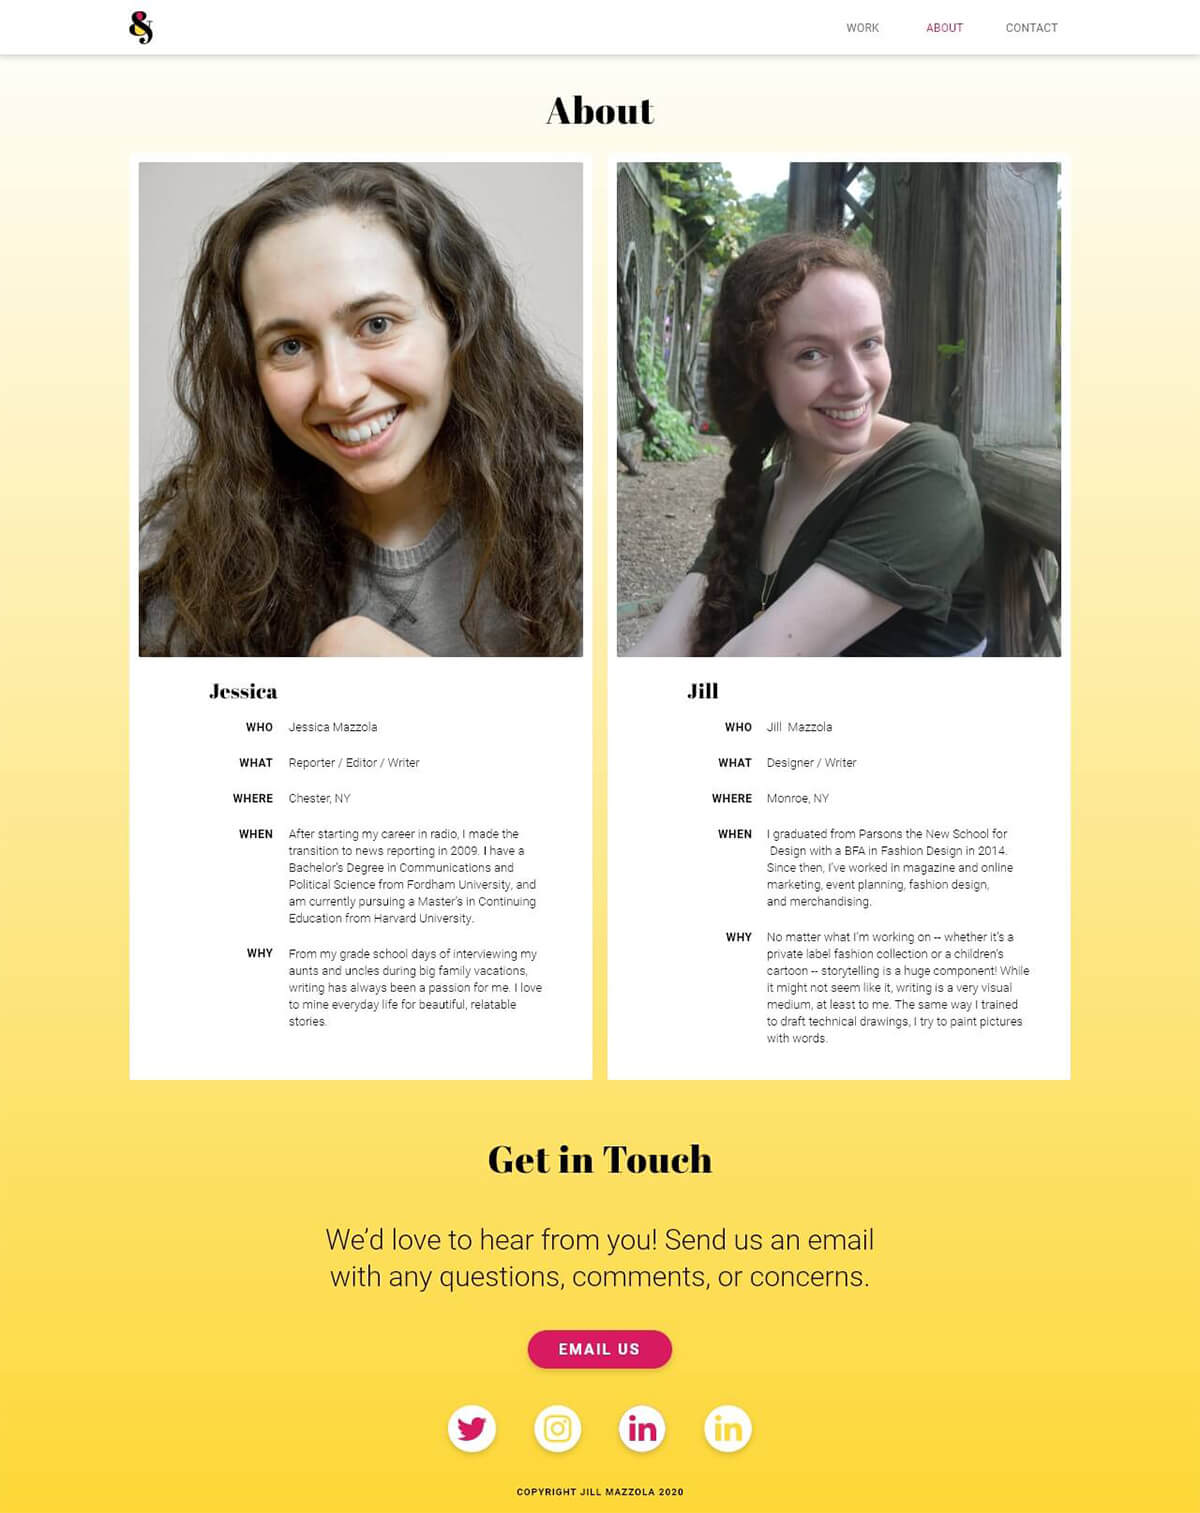 &
WORK ABOUT CONTACT
About
Jessica
WHO Jessica Mazzola
WHAT Reporter / Editor / Writer
WHERE Chester, NY
WHEN After starting my career in radio, I made the
transition to news reporting in 2009. I have a
Bachelor's Degree in Communications and
Political Science from Fordham University, and
am currently pursuing a Master's in Continuing
Education from Harvard University.
WHY From my grade school days of interviewing my
aunts and uncles during big family vacations,
writing has always been a passion for me. I love
to mine everyday life for beautiful, relatable
stories.
Jill
WHO Jill Mazzola
WHAT Designer / Writer
WHERE Monroe, NY
WHEN I graduated from Parsons the New School for
Design with a BFA in Fashion Design in 2014.
Since then, I've worked in magazine and online
marketing, event planning, fashion design,
and merchandising.
WHY No matter what I'm working on -- whether it's a
private label fashion collection or a children's
cartoon -- storytelling is a huge component! While
it might not seem like it, writing is a very visual
medium, at least to me. The same way I trained
to draft technical drawings, I try to paint pictures
with words.
Get in Touch
We'd love to hear from you! Send us an email
with any questions, comments, or concerns.
EMAIL US
in in
COPYRIGHT JILL MAZZOLA 2020